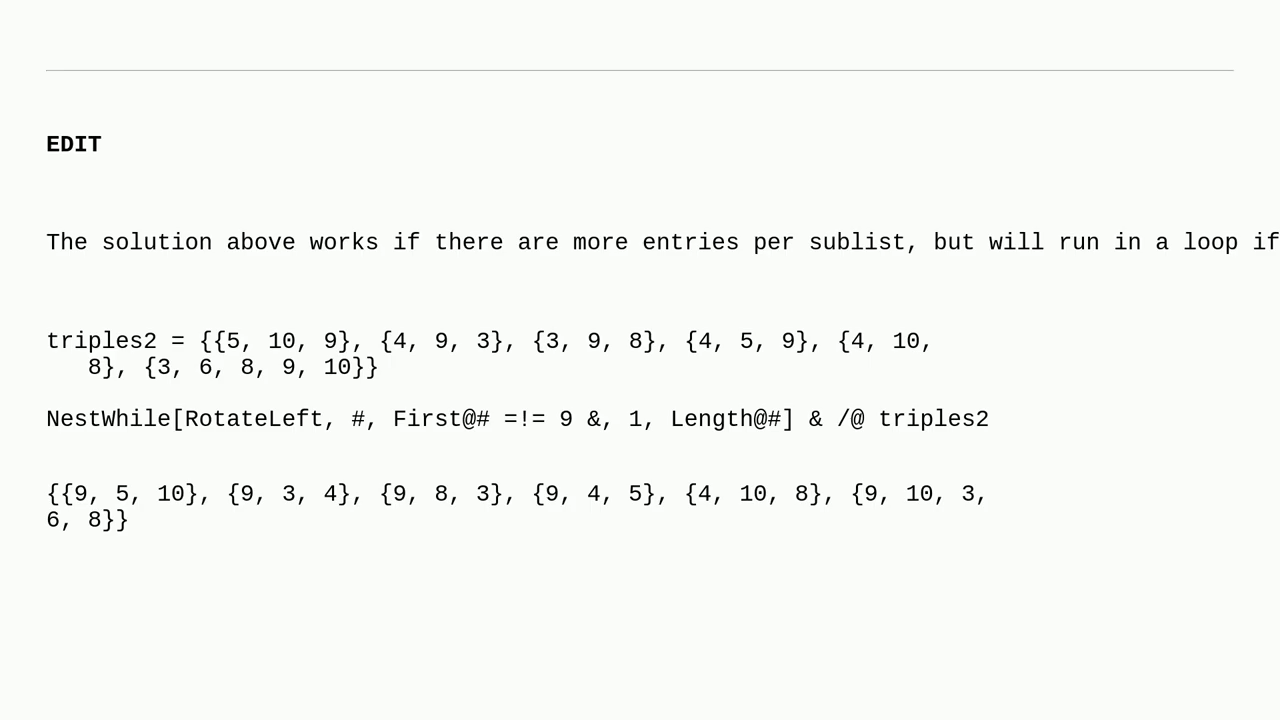 EDIT
The solution above works if there are more entries per sublist, but will run in a loop if
triples2 = {{5, 10, 9}, {4, 9, 3}, {3, 9, 8}, {4, 5, 9}, {4, 10,
8}, {3, 6, 8, 9, 10}}
NestWhile[RotateLeft, #, First@# =!= 9 &, 1, Length@#] & /@ triples2
{{9, 5, 10}, {9, 3, 4}, {9, 8, 3}, {9, 4, 5}, {4, 10, 8}, {9, 10, 3,
6, 8}}